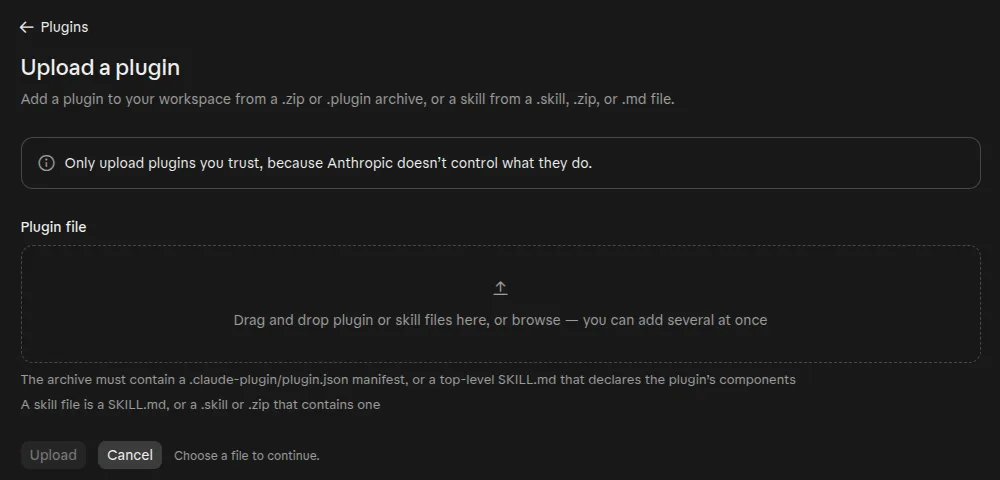 Plugins
Upload a plugin
Add a plugin to your workspace from a .zip or .plugin archive, or a skill from a .skill, .zip, or .md file.
Only upload plugins you trust, because Anthropic doesn’t control what they do.
Plugin file
Drag and drop plugin or skill files here, or browse — you can add several at once
The archive must contain a .claude-plugin/plugin.json manifest, or a top-level SKILL.md that declares the plugin’s components
A skill file is a SKILL.md, or a .skill or .zip that contains one
Upload Cancel Choose a file to continue.